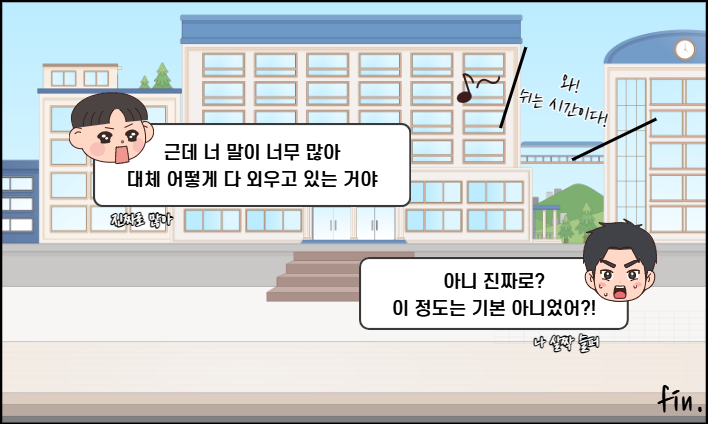 와!
쉬는 시간이다!
근데 너 말이 너무 많아
대체 어떻게 다 외우고 있는 거야
진짜로 많아
아니 진짜로?
이 정도는 기본 아니었어?!
나 살짝 놀터
fin.